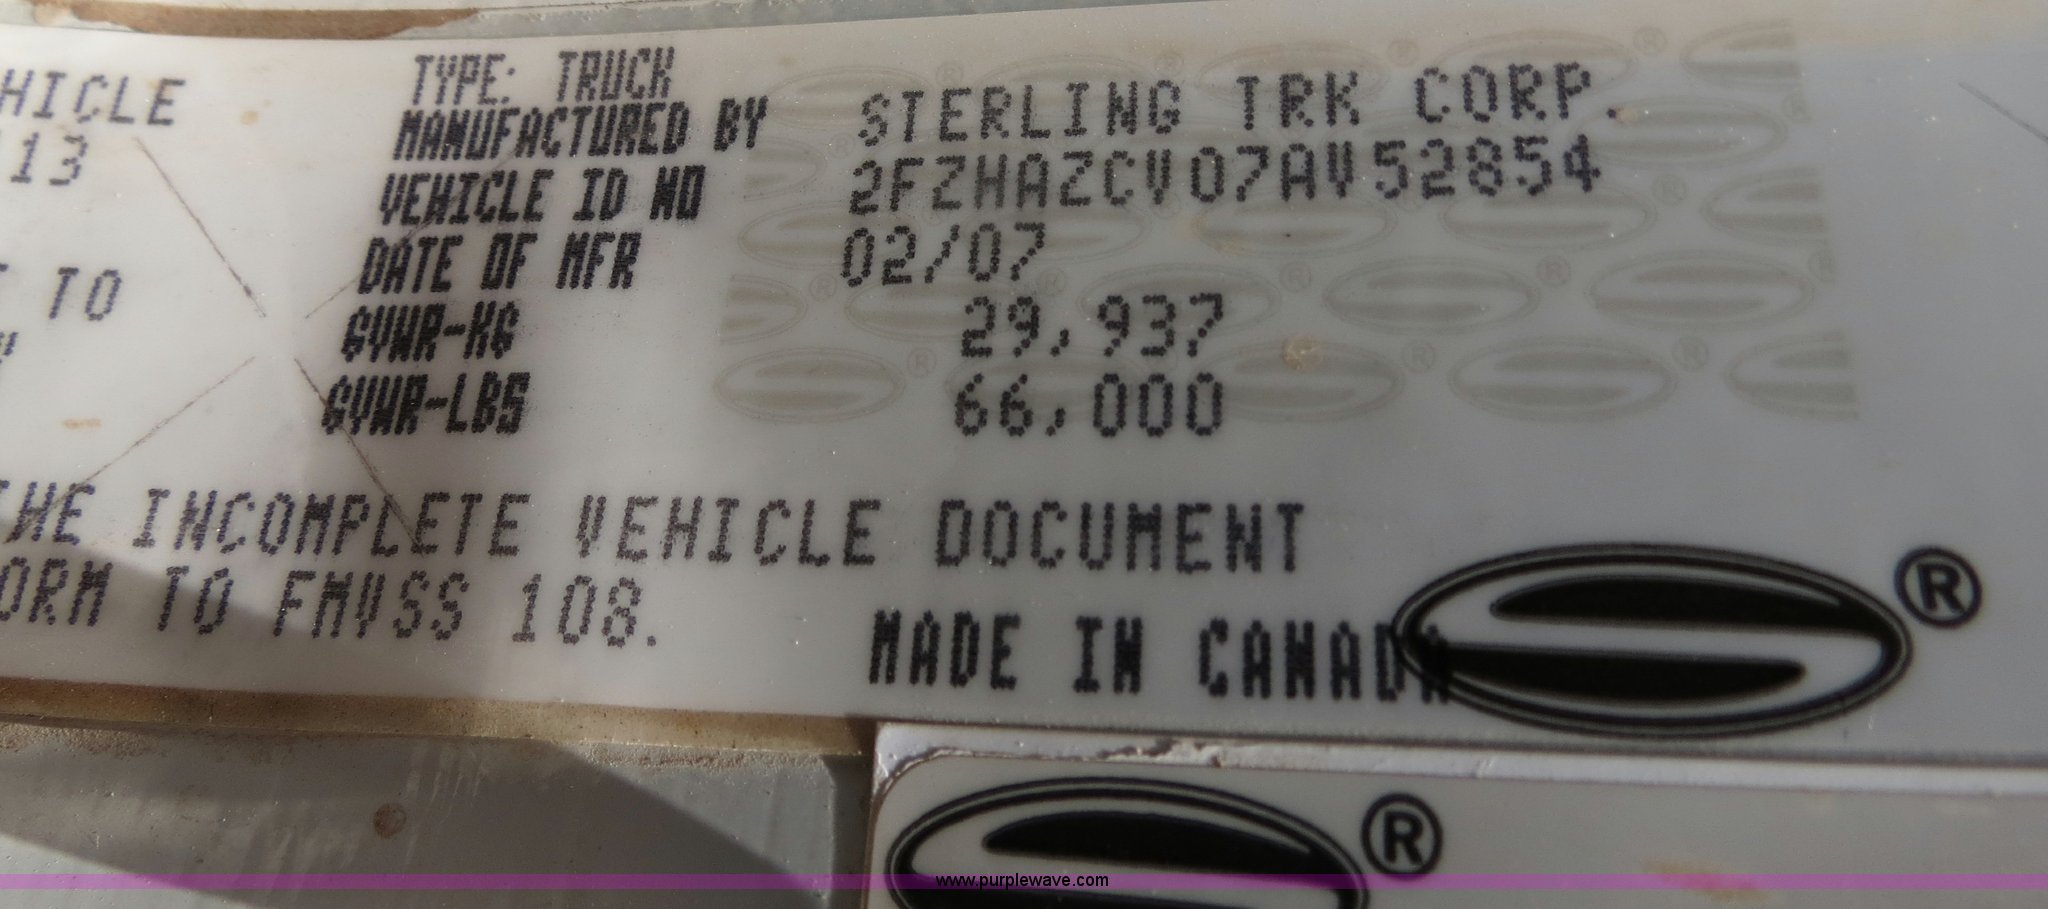 HICLE
TYPE: TRUCK
MANUFACTURED BY STERLING TRK CORP.
13
VEHICLE ID NO 2FZHAZCV07AV52854
DATE OF MFR 02/07
TO
GVWR-KG 29,937
GVWR-LBS 66,000
HE INCOMPLETE VEHICLE DOCUMENT
ORM TO FMVSS 108.
MADE IN CANADA
®
®
www.purplewave.com